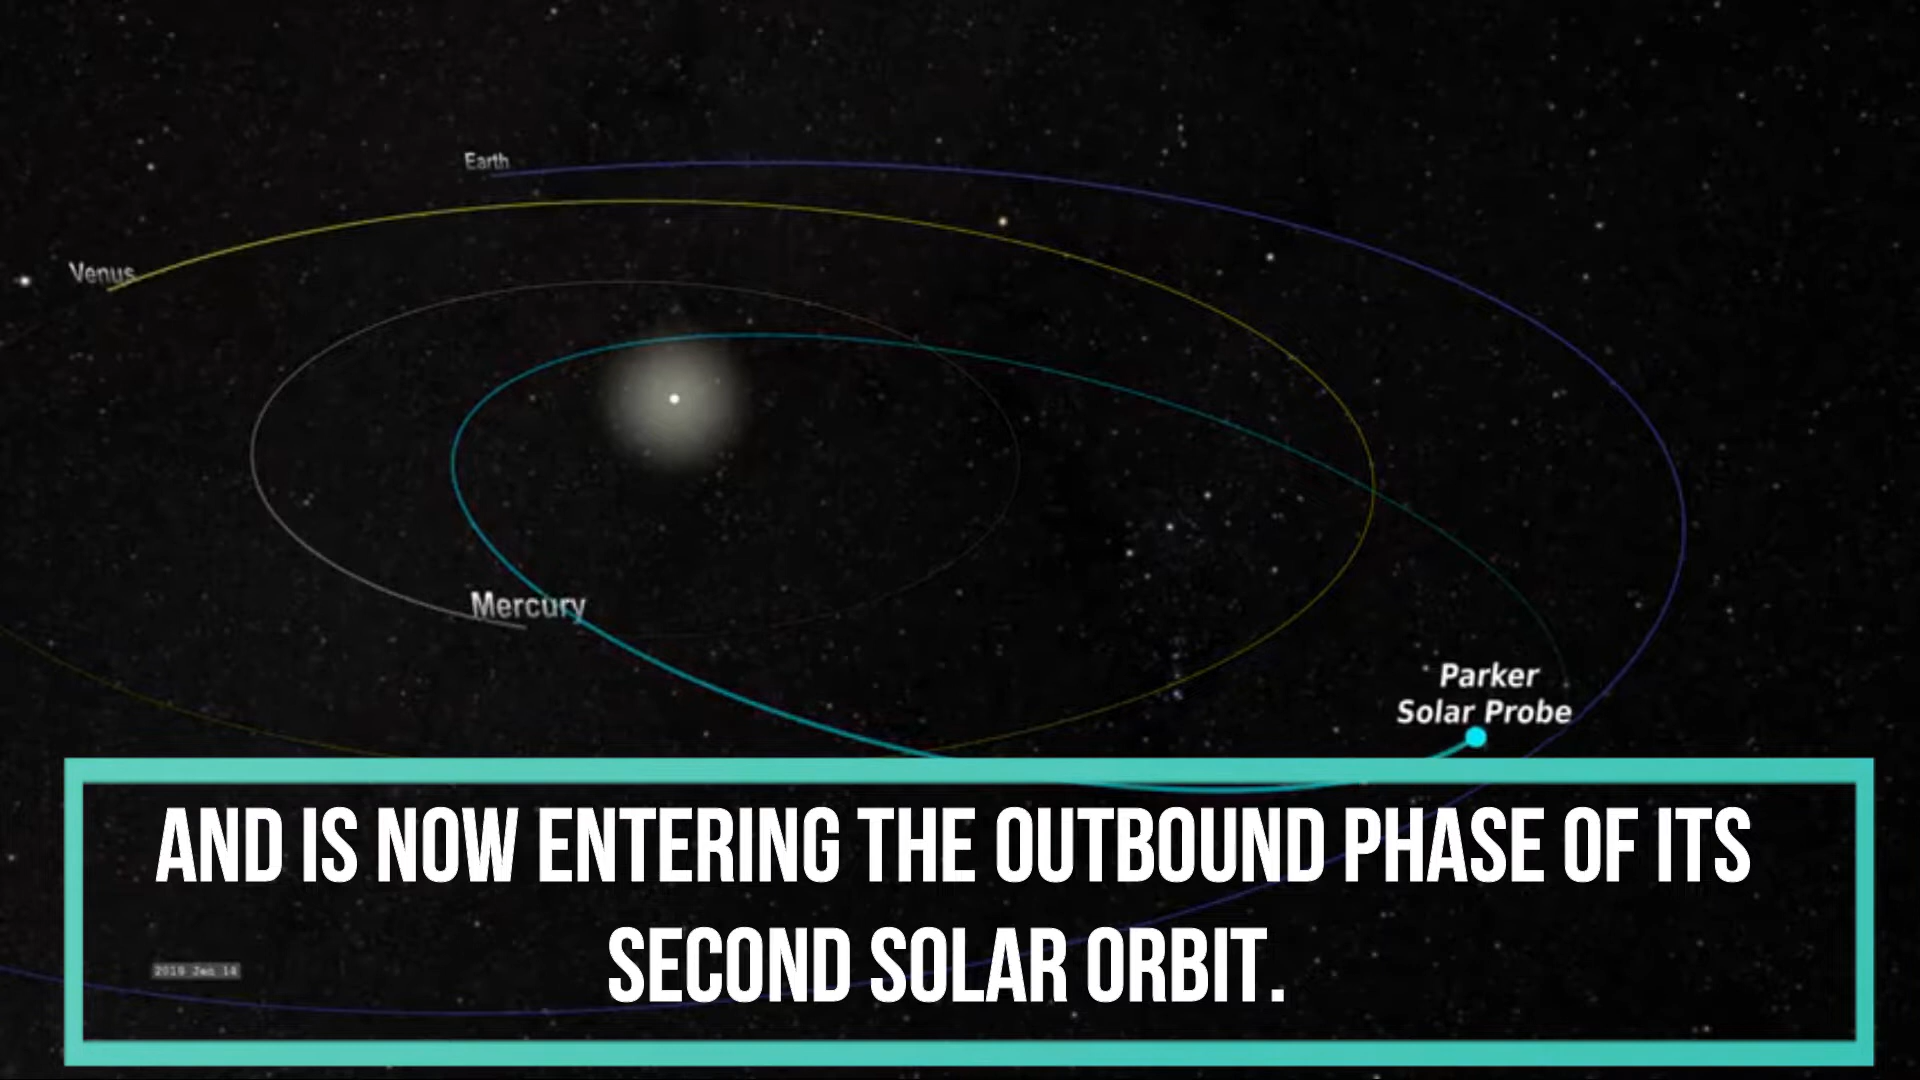 Earth
Venus
Mercury
Parker
Solar Probe
AND IS NOW ENTERING THE OUTBOUND PHASE OF ITS
SECOND SOLAR ORBIT.